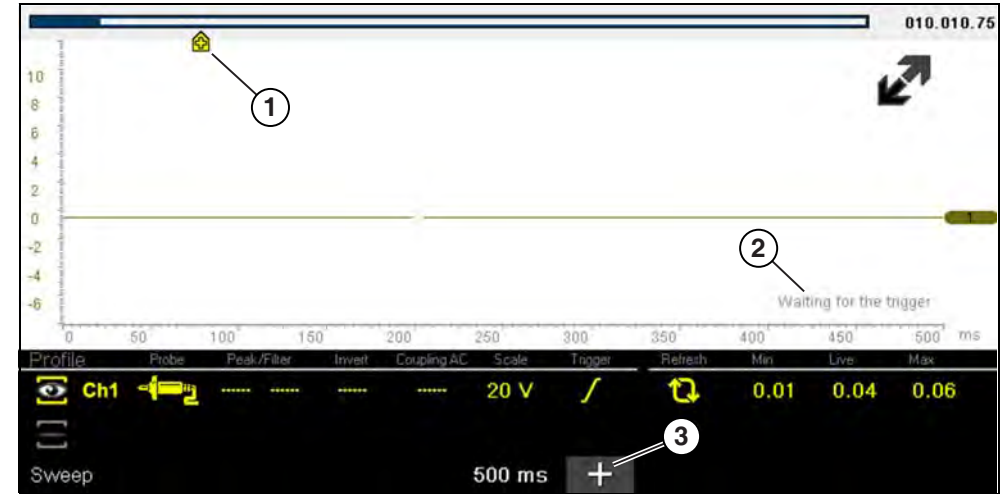 010.010.75
1
10
8
6
4
2
0
1
-2
2
-4
-6
Waiting for the trigger
0 50 100 150 200 250 300 350 400 450 500 ms
Profile Probe Peak/Filter Invert Coupling AC Scale Trigger Refresh Min Live Max
Ch1 ------ ------ ------ ------ 20 V 0.01 0.04 0.06
3
Sweep 500 ms +